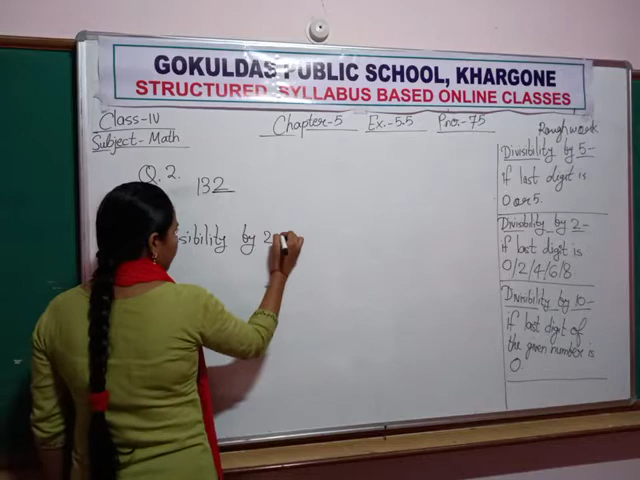 GOKULDAS PUBLIC SCHOOL, KHARGONE
STRUCTURED SYLLABUS BASED ONLINE CLASSES
Class-IV
Chapter-5 Ex.-5.5 Pno.-75
Subject-Math
Rough work
Q. 2.
132
sibility by 2
Divisibility by 5-
if last digit is
0 or 5.
Divisibility by 2-
if last digit is
0/2/4/6/8
Divisibility by 10-
if last digit of
the given number is
0.